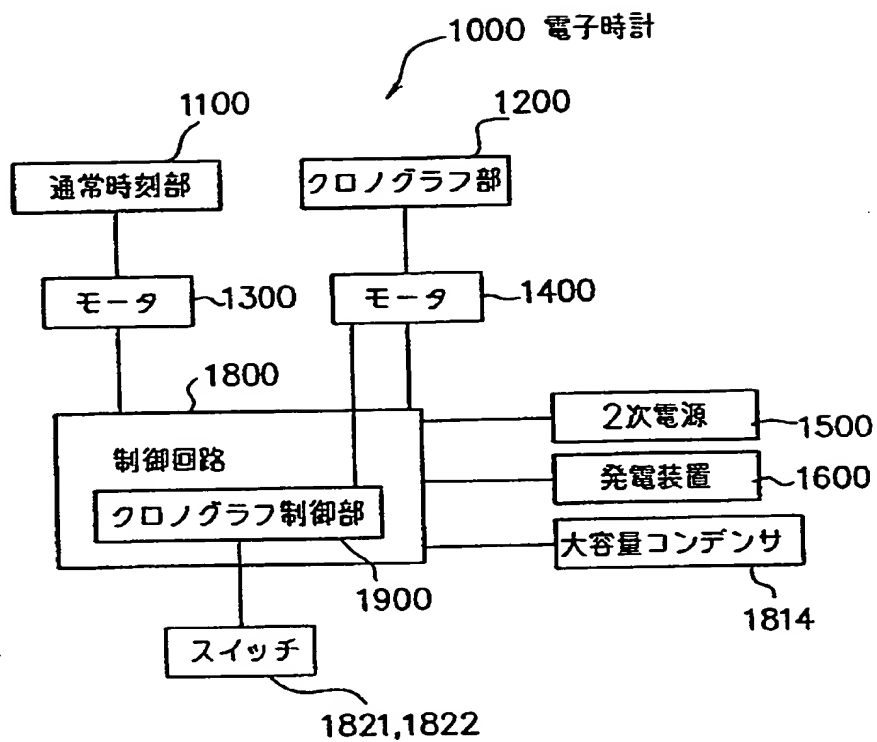 1000 電子時計
1100
1200
通常時刻部
クロノグラフ部
モータ
1300
モータ
1400
1800
制御回路
2次電源
1500
発電装置
1600
クロノグラフ制御部
大容量コンデンサ
1900
1814
スイッチ
1821,1822